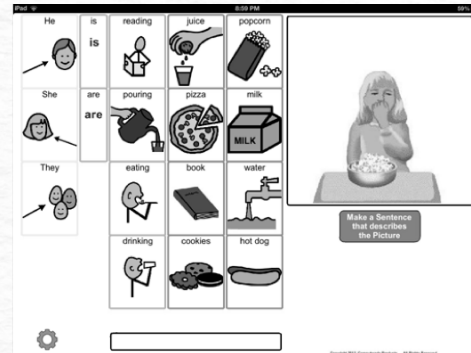 iPad 8:59 PM 59%
He is reading juice popcorn
is
She are pouring pizza milk
are
MILK
They eating book water
drinking cookies hot dog
Make a Sentence
that describes
the Picture